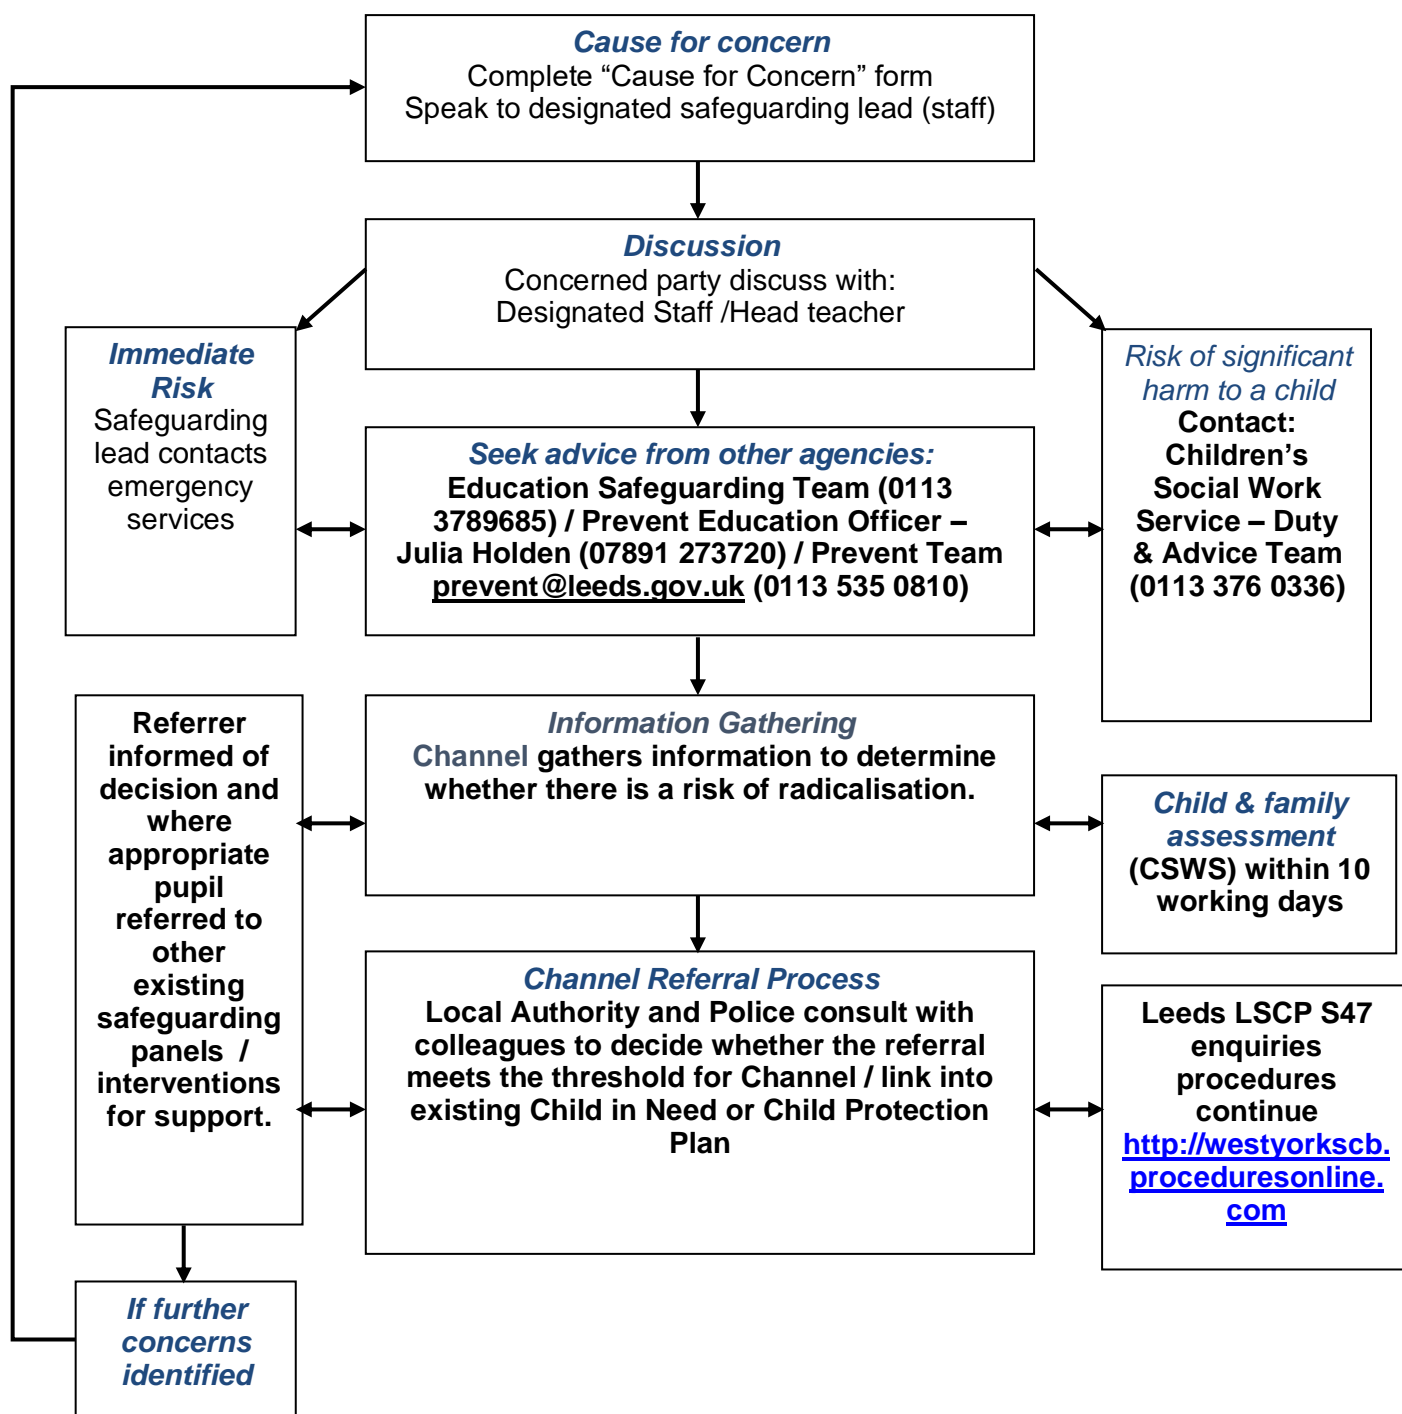 Cause for concern
Complete “Cause for Concern” form
Speak to designated safeguarding lead (staff)
Discussion
Concerned party discuss with:
Designated Staff /Head teacher
Immediate
Risk
Safeguarding
lead contacts
emergency
services
Seek advice from other agencies:
Education Safeguarding Team (0113
3789685) / Prevent Education Officer –
Julia Holden (07891 273720) / Prevent Team
prevent@leeds.gov.uk (0113 535 0810)
Risk of significant
harm to a child
Contact:
Children’s
Social Work
Service – Duty
& Advice Team
(0113 376 0336)
Referrer
informed of
decision and
where
appropriate
pupil
referred to
other
existing
safeguarding
panels /
interventions
for support.
Information Gathering
Channel gathers information to determine
whether there is a risk of radicalisation.
Child & family
assessment
(CSWS) within 10
working days
Channel Referral Process
Local Authority and Police consult with
colleagues to decide whether the referral
meets the threshold for Channel / link into
existing Child in Need or Child Protection
Plan
Leeds LSCP S47
enquiries
procedures
continue
http://westyorkscb.
proceduresonline.
com
If further
concerns
identified